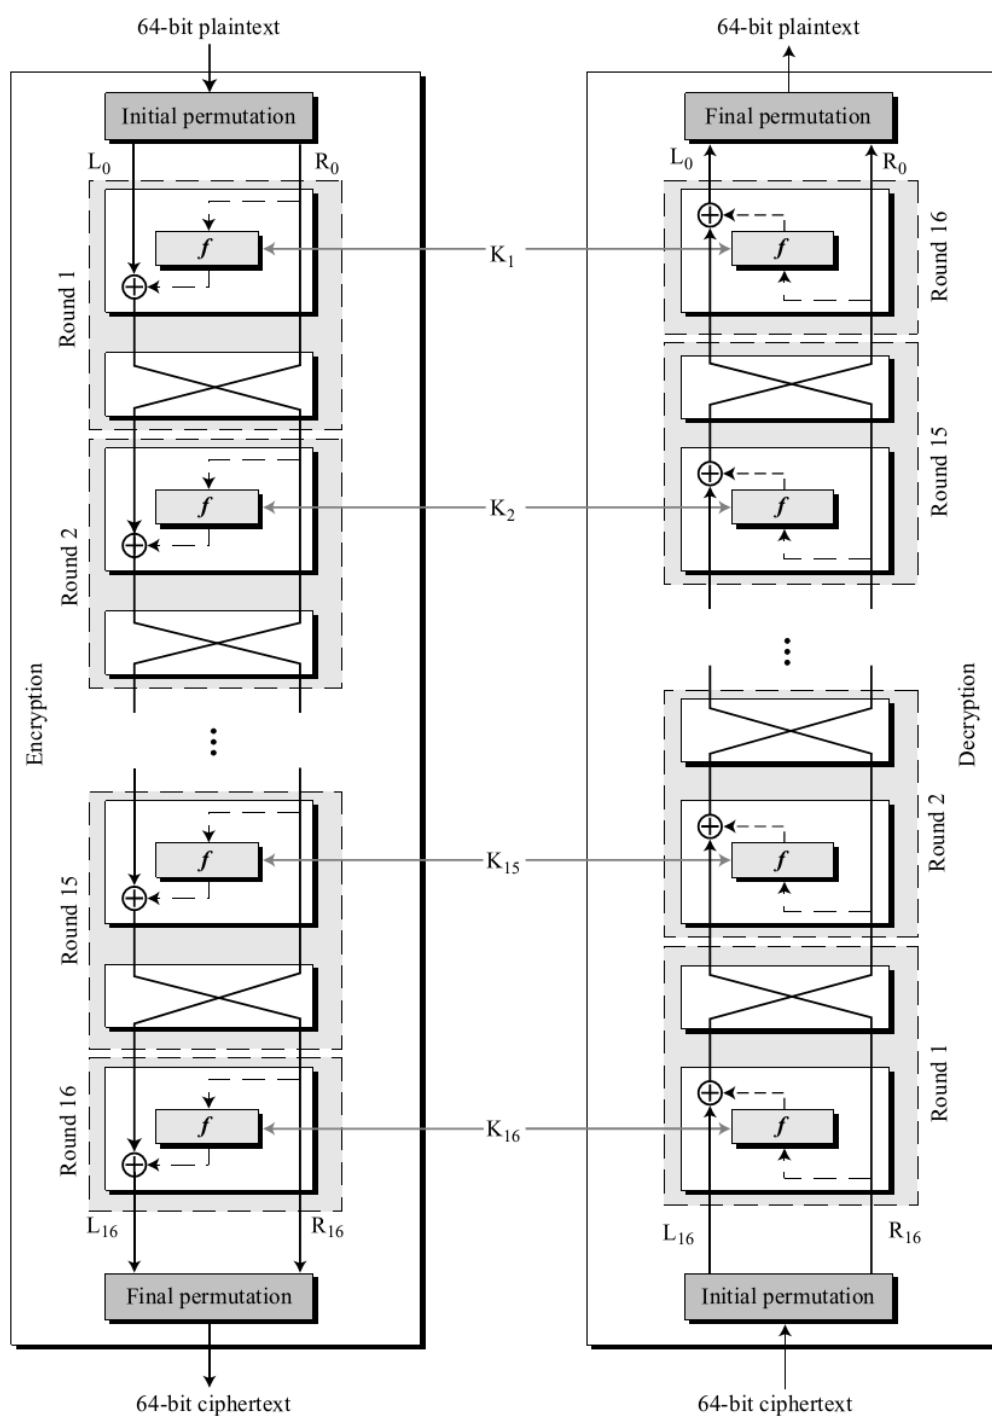 64-bit plaintext
Initial permutation
L0
R0
f
Round 1
f
Round 2
Encryption
...
f
Round 15
f
Round 16
L16
R16
Final permutation
64-bit ciphertext
K1
K2
K15
K16
64-bit plaintext
Final permutation
L0
R0
f
Round 16
f
Round 15
...
Decryption
f
Round 2
f
Round 1
L16
R16
Initial permutation
64-bit ciphertext